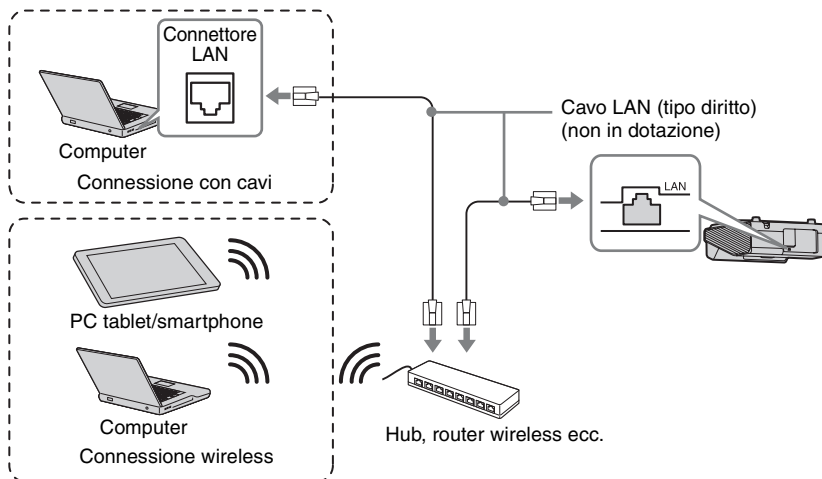 Connettore
LAN
Computer
Connessione con cavi
Cavo LAN (tipo diritto)
(non in dotazione)
LAN
PC tablet/smartphone
Computer
Connessione wireless
Hub, router wireless ecc.